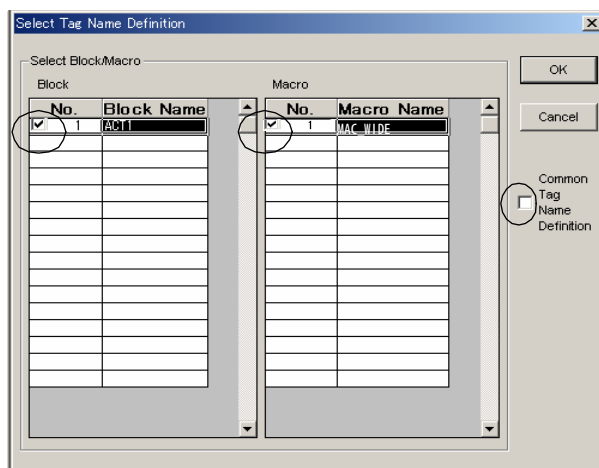 Select Tag Name Definition
Select Block/Macro
Block
No. Block Name
1 ACT1
Macro
No. Macro Name
1 MAC_WIDE
OK
Cancel
Common
Tag
Name
Definition